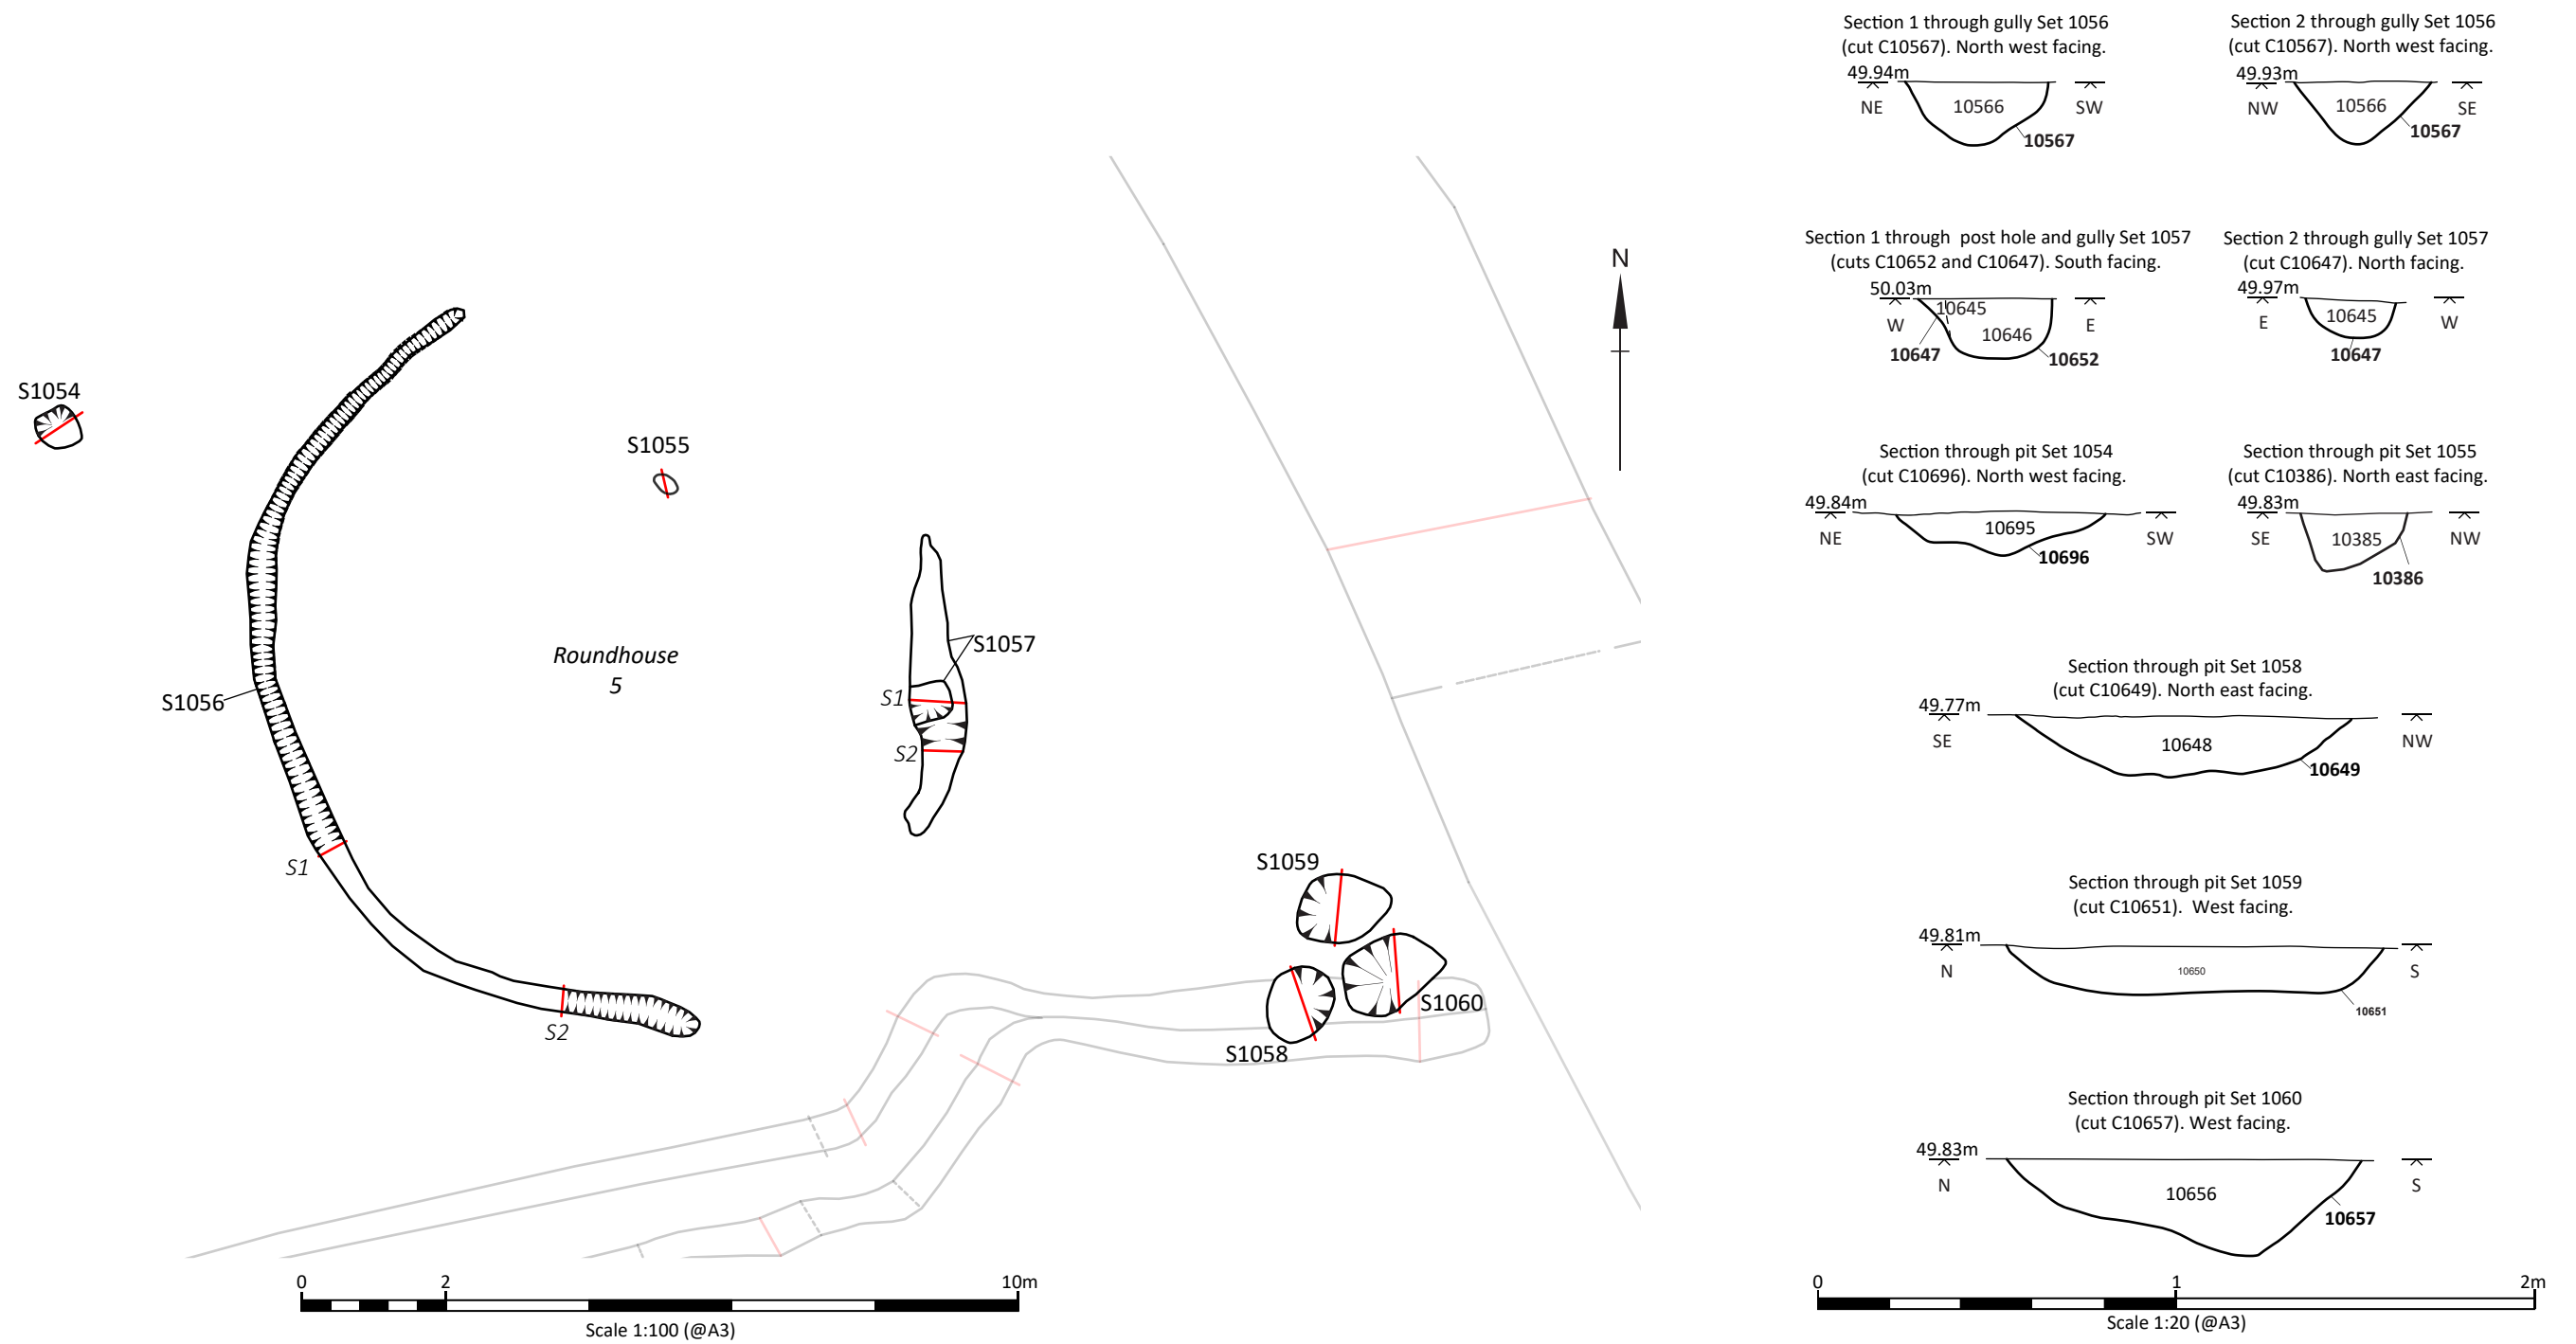 S1054
S1055
S1056
Roundhouse
5
S1057
S1
S2
S1
S2
S1059
S1060
S1058
N
0 2 10m
Scale 1:100 (@A3)
Section 1 through gully Set 1056
(cut C10567). North west facing.
49.94m
NE
10566
SW
10567
Section 2 through gully Set 1056
(cut C10567). North west facing.
49.93m
NW
10566
SE
10567
Section 1 through post hole and gully Set 1057
(cuts C10652 and C10647). South facing.
50.03m
10645
W
10646
E
10647
10652
Section 2 through gully Set 1057
(cut C10647). North facing.
49.97m
E
10645
W
10647
Section through pit Set 1054
(cut C10696). North west facing.
49.84m
10695
NE
SW
10696
Section through pit Set 1055
(cut C10386). North east facing.
49.83m
SE
10385
NW
10386
Section through pit Set 1058
(cut C10649). North east facing.
49.77m
SE
10648
NW
10649
Section through pit Set 1059
(cut C10651). West facing.
49.81m
N
10650
S
10651
Section through pit Set 1060
(cut C10657). West facing.
49.83m
N
10656
S
10657
0 1 2m
Scale 1:20 (@A3)